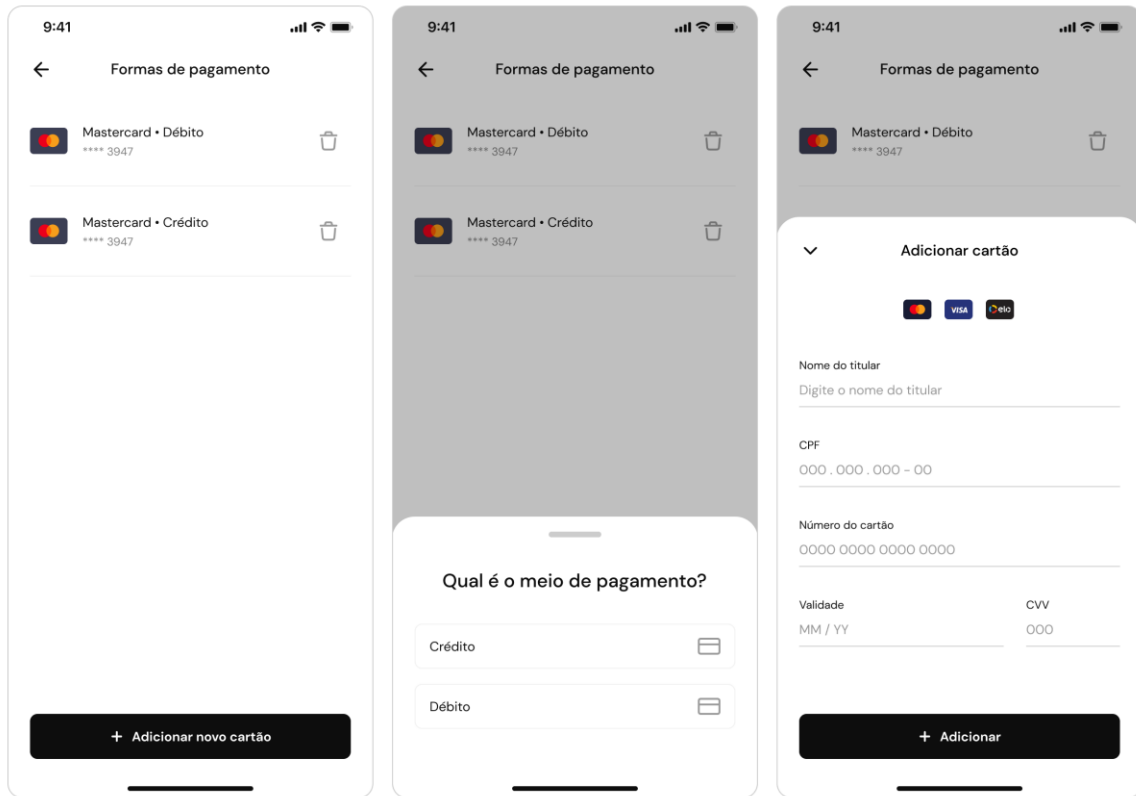 9:41
Formas de pagamento
Mastercard • Débito
**** 3947
Mastercard • Crédito
**** 3947
+ Adicionar novo cartão
9:41
Formas de pagamento
Mastercard • Débito
**** 3947
Mastercard • Crédito
**** 3947
Qual é o meio de pagamento?
Crédito
Débito
9:41
Formas de pagamento
Mastercard • Débito
**** 3947
Adicionar cartão
VISA elo
Nome do titular
Digite o nome do titular
CPF
000 . 000 . 000 - 00
Número do cartão
0000 0000 0000 0000
Validade CVV
MM / YY 000
+ Adicionar